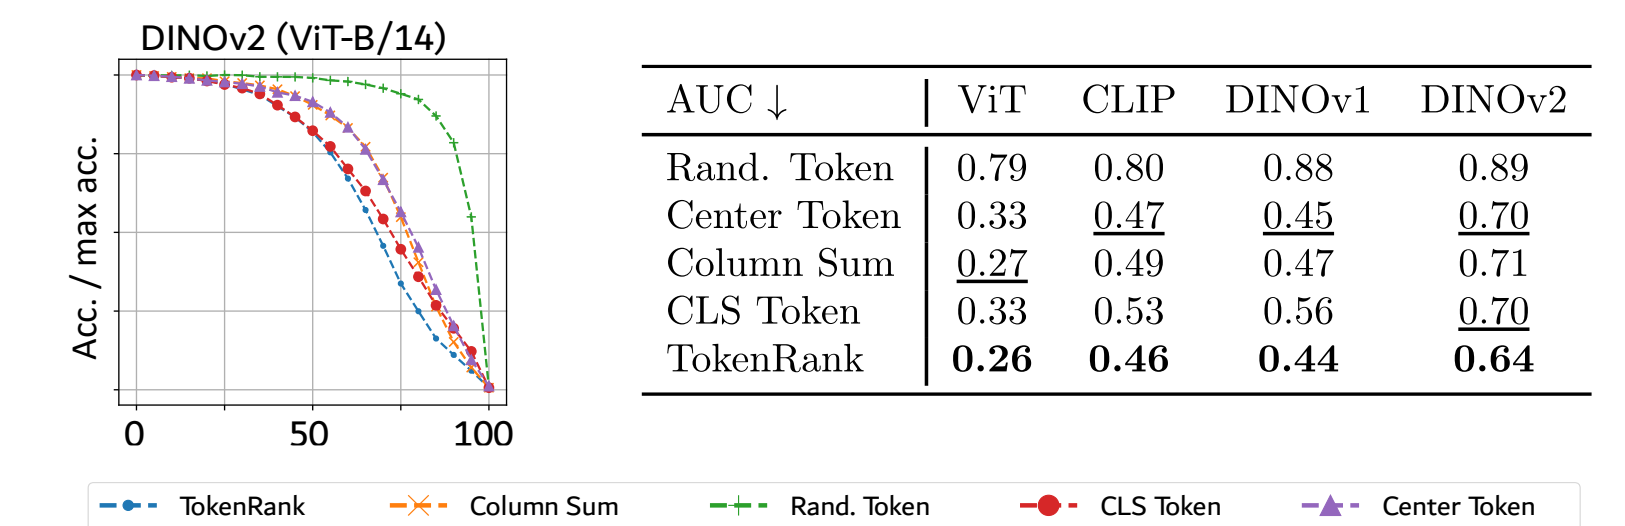 DINOv2 (ViT-B/14)
Acc. / max acc.
0 50 100
AUC ↓ ViT CLIP DINOv1 DINOv2
Rand. Token 0.79 0.80 0.88 0.89
Center Token 0.33 0.47 0.45 0.70
Column Sum 0.27 0.49 0.47 0.71
CLS Token 0.33 0.53 0.56 0.70
TokenRank 0.26 0.46 0.44 0.64
TokenRank Column Sum Rand. Token CLS Token Center Token